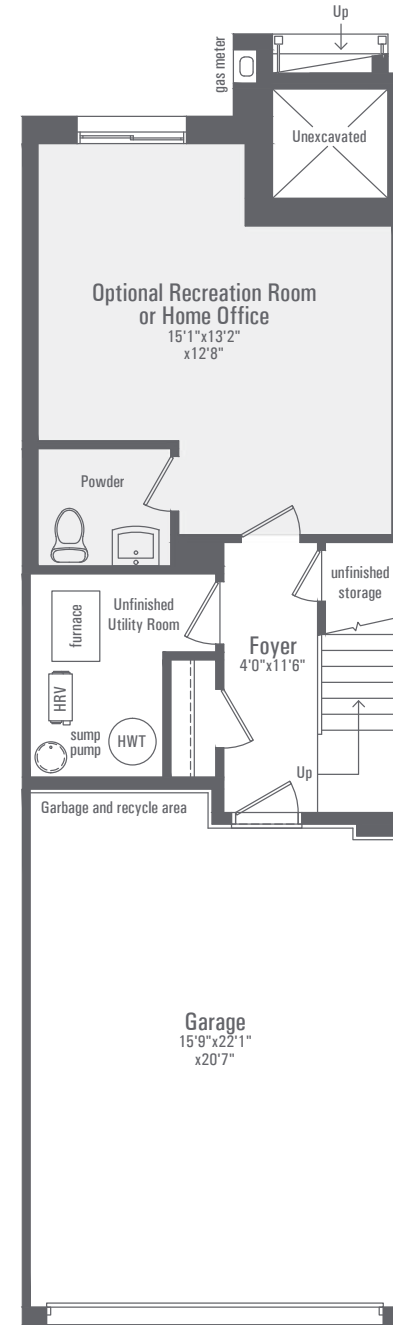 Up
gas meter
Unexcavated
Optional Recreation Room
or Home Office
15'1"x13'2"
x12'8"
Powder
furnace
Unfinished
Utility Room
unfinished
storage
Foyer
4'0"x11'6"
HRV
sump
pump
HWT
Up
Garbage and recycle area
Garage
15'9"x22'1"
x20'7"